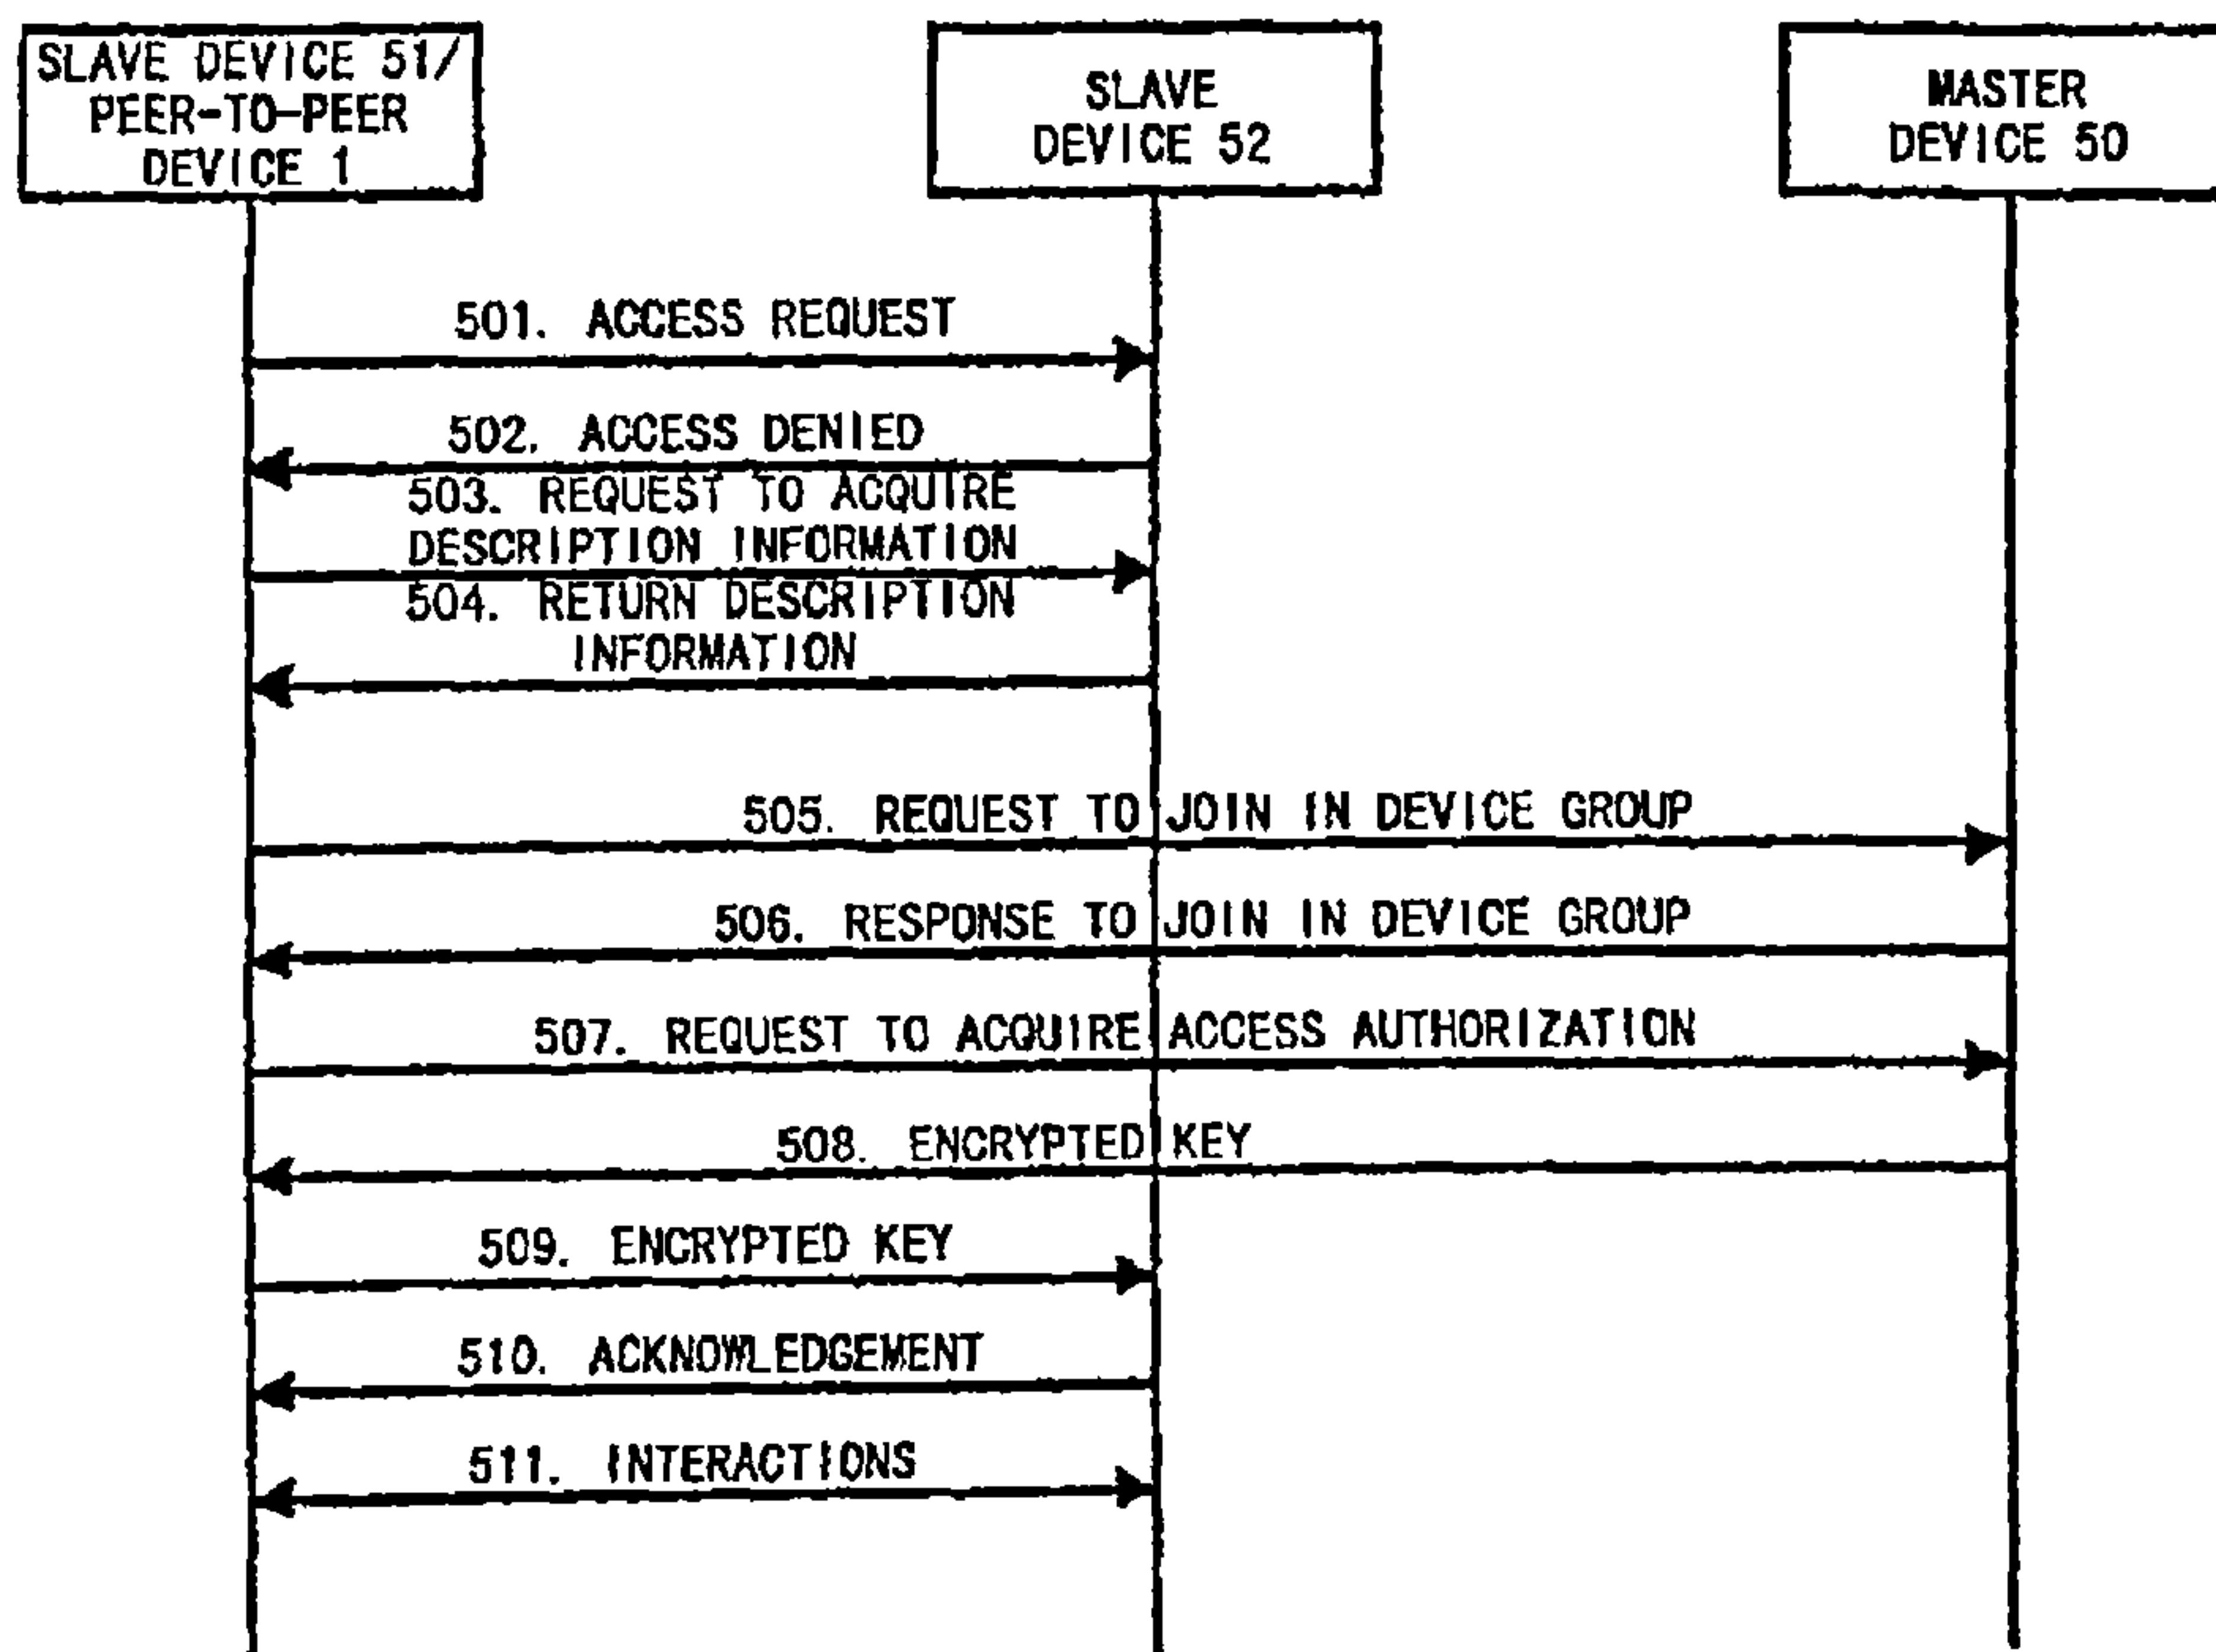 SLAVE DEVICE 51/
PEER-TO-PEER
DEVICE 1
SLAVE
DEVICE 52
MASTER
DEVICE 50
501. ACCESS REQUEST
502. ACCESS DENIED
503. REQUEST TO ACQUIRE
DESCRIPTION INFORMATION
504. RETURN DESCRIPTION
INFORMATION
505. REQUEST TO JOIN IN DEVICE GROUP
506. RESPONSE TO JOIN IN DEVICE GROUP
507. REQUEST TO ACQUIRE ACCESS AUTHORIZATION
508. ENCRYPTED KEY
509. ENCRYPTED KEY
510. ACKNOWLEDGEMENT
511. INTERACTIONS